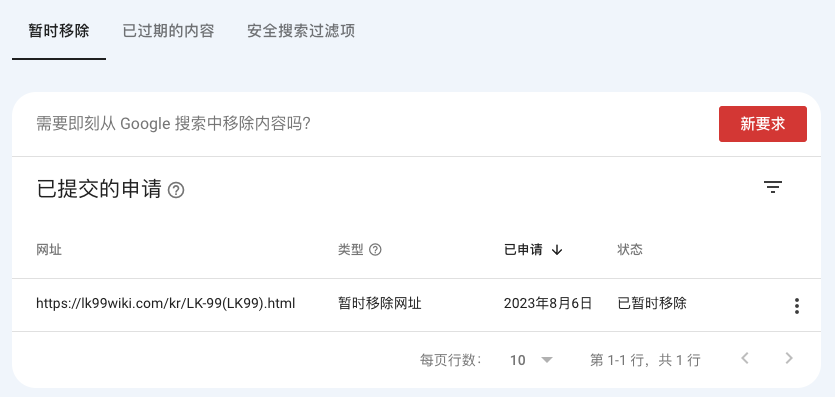 暂时移除 已过期的内容 安全搜索过滤项
需要即刻从 Google 搜索中移除内容吗? 新要求
已提交的申请
网址 类型 已申请 状态
https://lk99wiki.com/kr/LK-99(LK99).html 暂时移除网址 2023年8月6日 已暂时移除
每页行数: 10 第 1-1 行，共 1 行